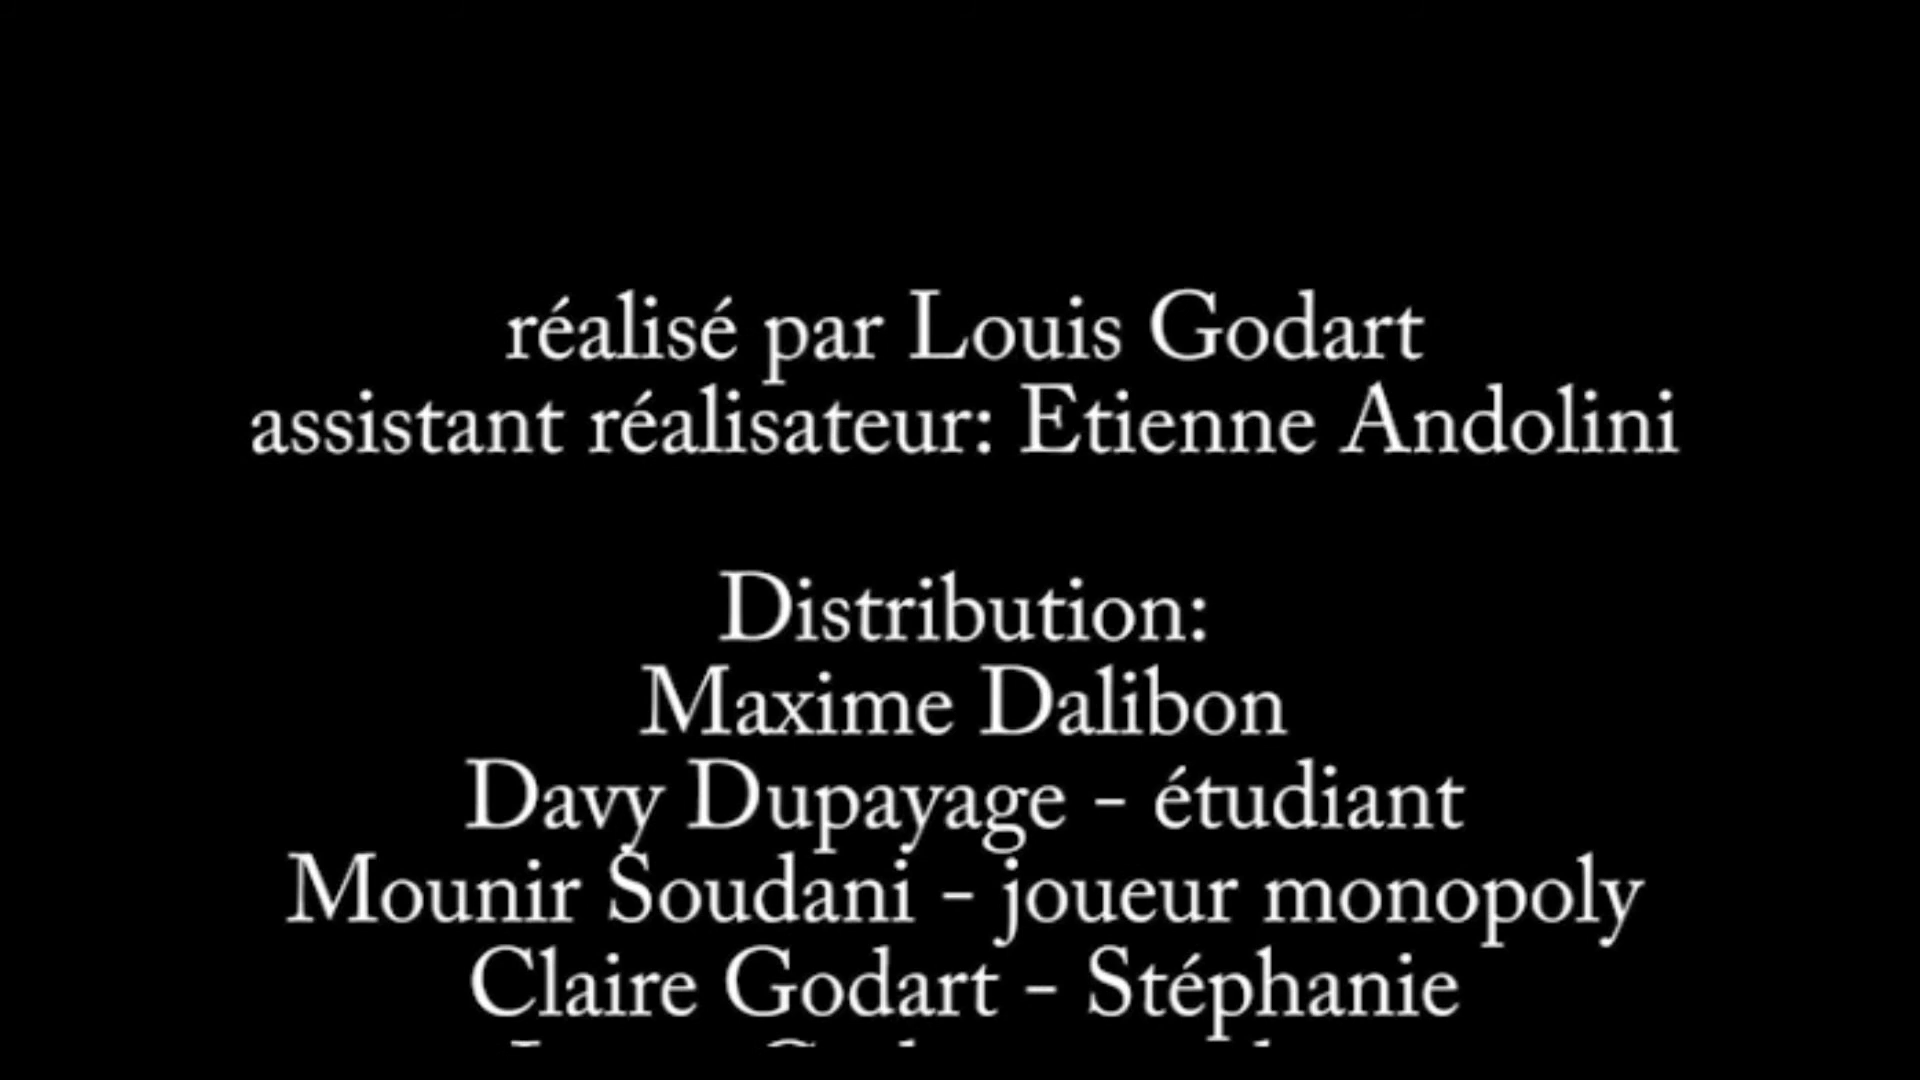 réalisé par Louis Godart
assistant réalisateur: Etienne Andolini
Distribution:
Maxime Dalibon
Davy Dupayage - étudiant
Mounir Soudani - joueur monopoly
Claire Godart - Stéphanie